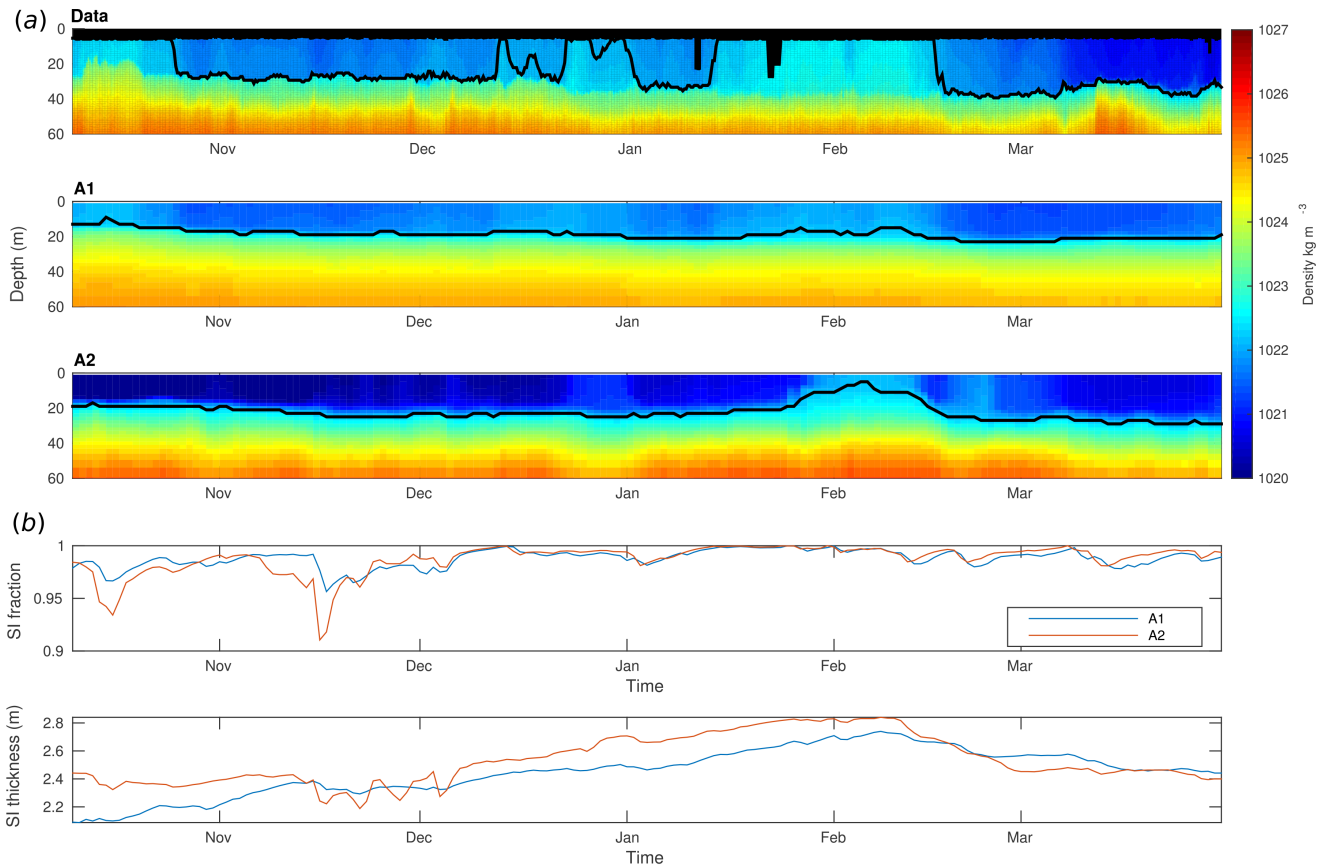 (a)
Data
0
20
40
60
Nov Dec Jan Feb Mar
A1
0
20
40
60
Depth (m)
Nov Dec Jan Feb Mar
A2
0
20
40
60
Nov Dec Jan Feb Mar
1027
1026
1025
1024
1023
1022
1021
1020
Density kg m⁻³
(b)
1
0.95
0.9
SI fraction
A1
A2
Nov Dec Jan Feb Mar
Time
2.8
2.6
2.4
2.2
SI thickness (m)
Nov Dec Jan Feb Mar
Time